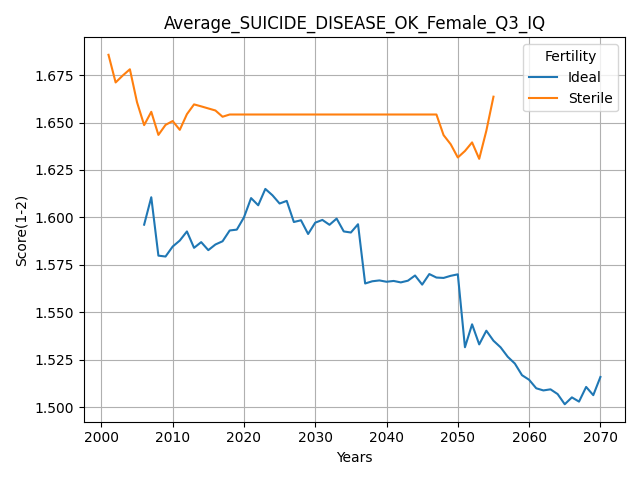 Average_SUICIDE_DISEASE_OK_Female_Q3_IQ
Fertility
Ideal
Sterile
Score(1-2)
1.675
1.650
1.625
1.600
1.575
1.550
1.525
1.500
2000 2010 2020 2030 2040 2050 2060 2070
Years